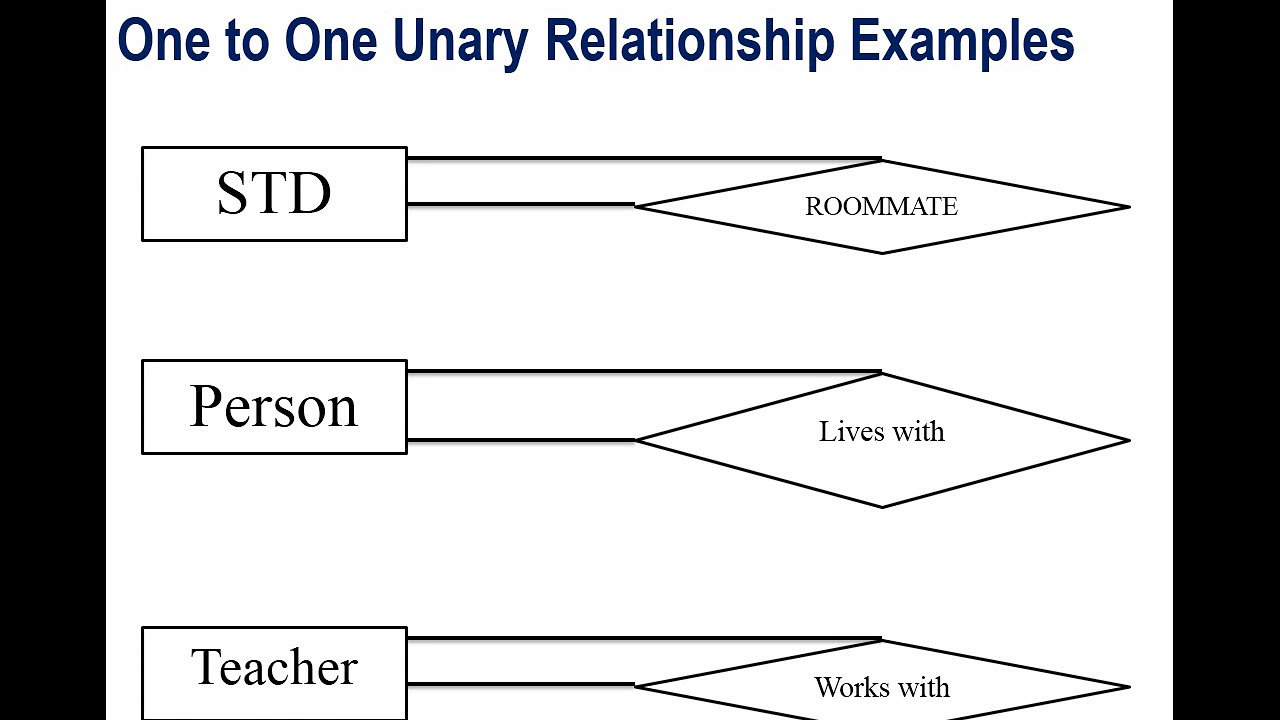 One to One Unary Relationship Examples
STD
ROOMMATE
Person
Lives with
Teacher
Works with